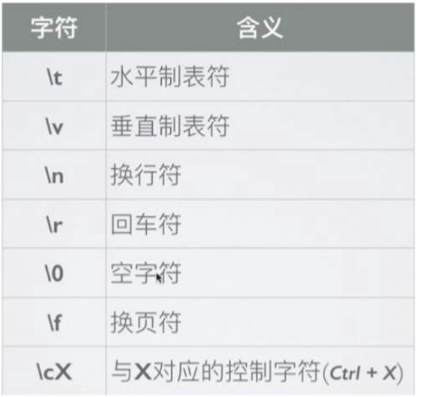 字符 含义
\t 水平制表符
\v 垂直制表符
\n 换行符
\r 回车符
\0 空字符
\f 换页符
\cX 与X对应的控制字符(Ctrl + X)